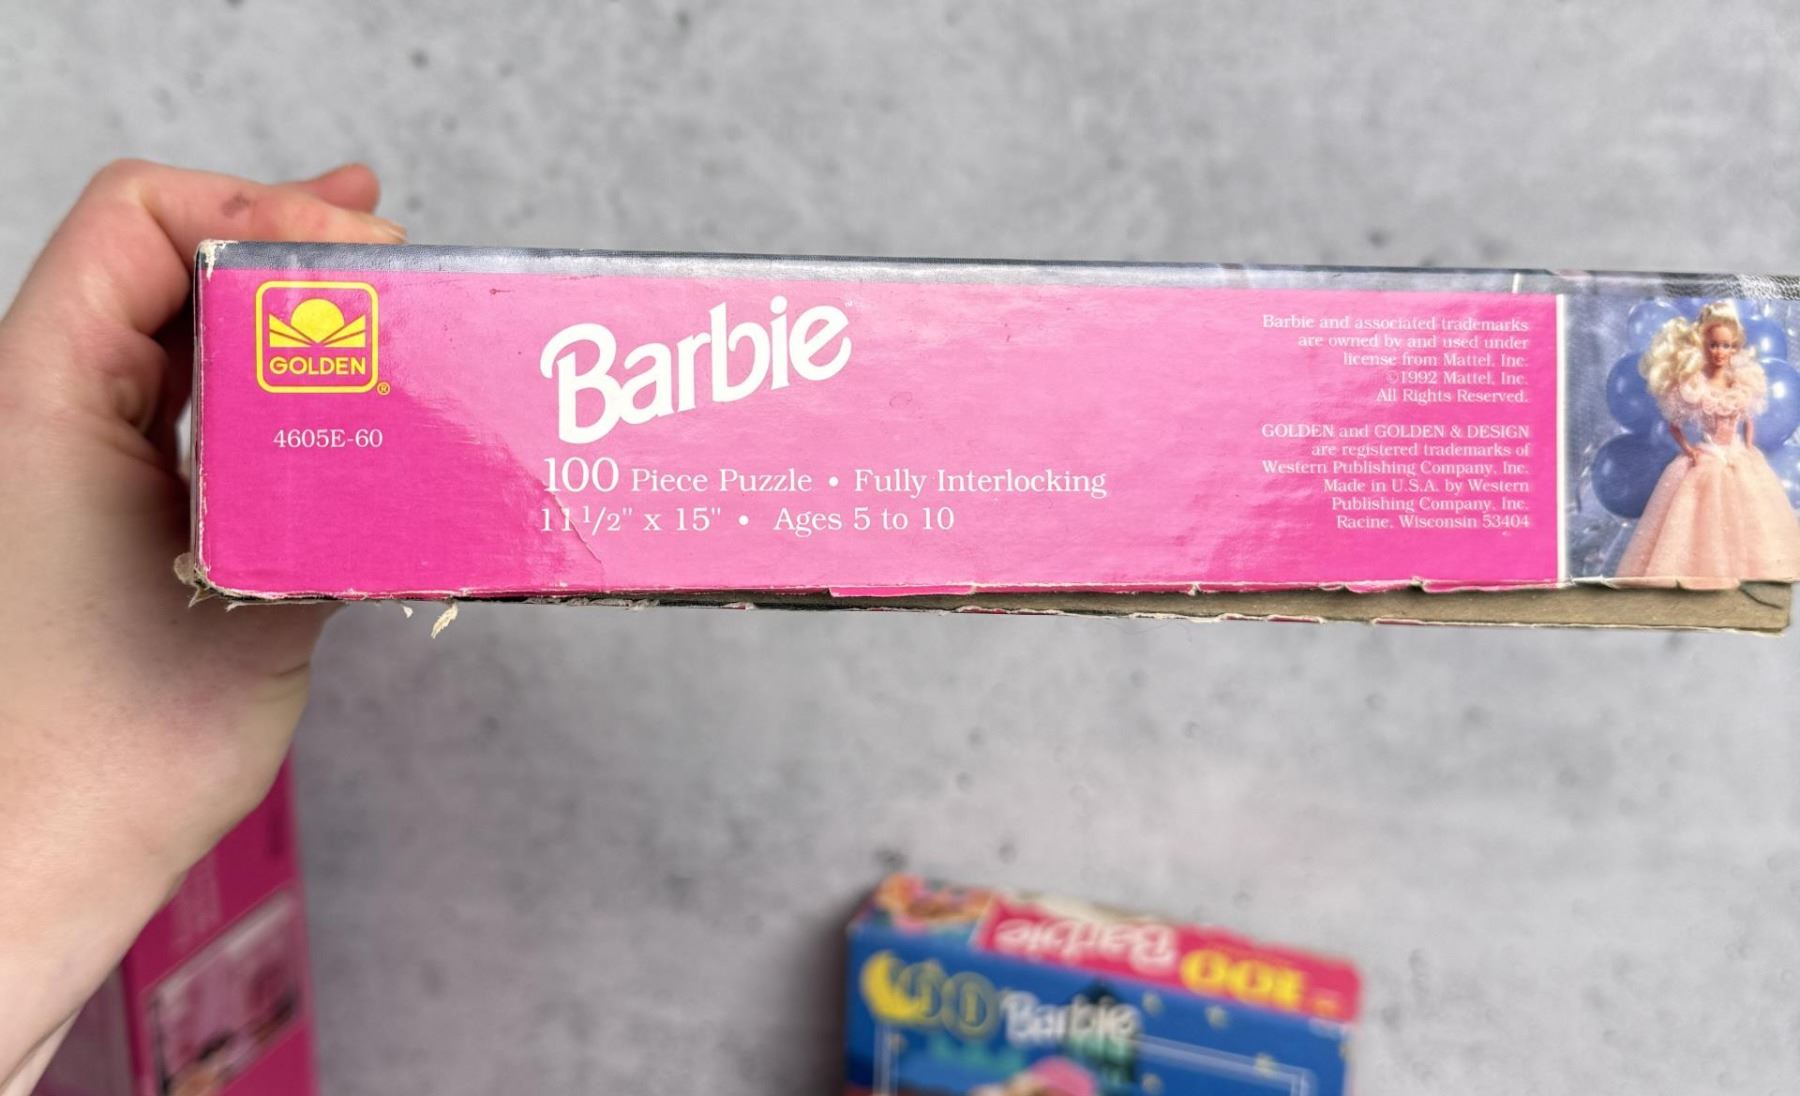 GOLDEN
®
4605E-60
Barbie
100 Piece Puzzle • Fully Interlocking
11 1/2" x 15" • Ages 5 to 10
Barbie and associated trademarks
are owned by and used under
license from Mattel, Inc.
©1992 Mattel, Inc.
All Rights Reserved.
GOLDEN and GOLDEN & DESIGN
are registered trademarks of
Western Publishing Company, Inc.
Made in U.S.A. by Western
Publishing Company, Inc.
Racine, Wisconsin 53404
Barbie 100
Barbie